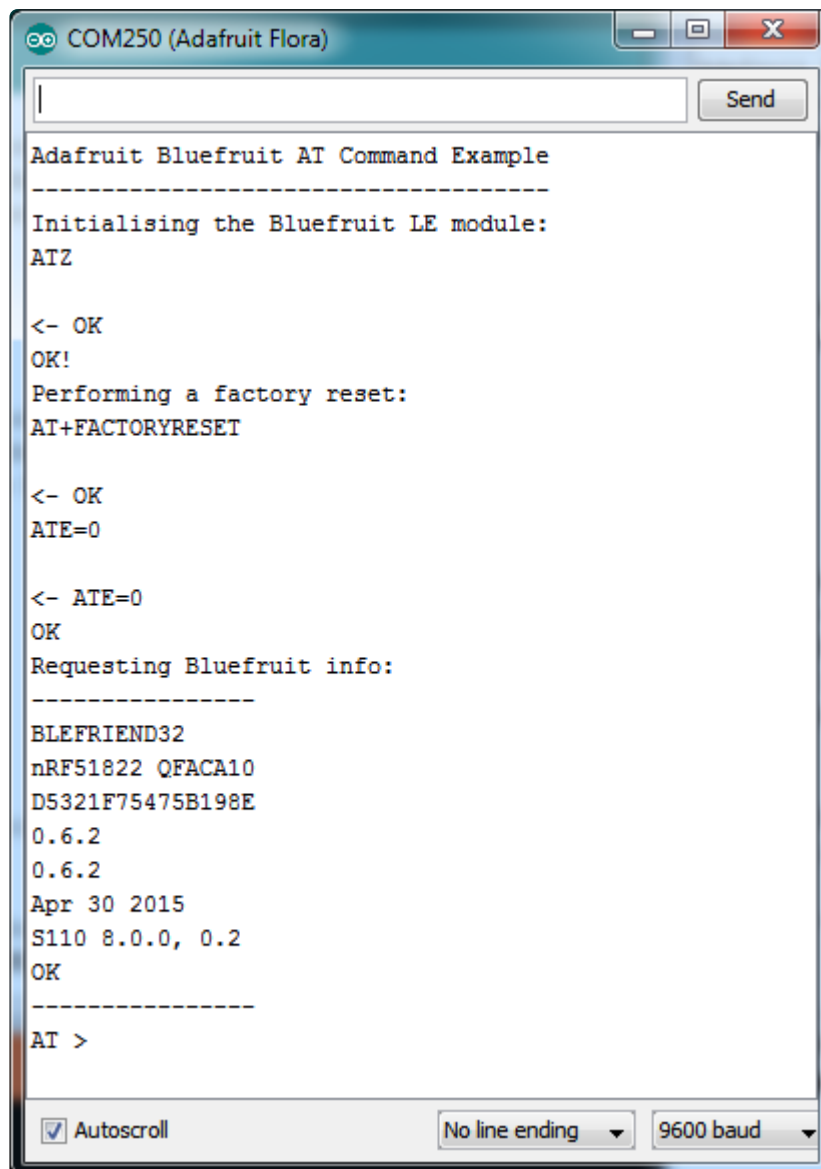 COM250 (Adafruit Flora)
Send
Adafruit Bluefruit AT Command Example
-------------------------------------
Initialising the Bluefruit LE module:
ATZ
<- OK
OK!
Performing a factory reset:
AT+FACTORYRESET
<- OK
ATE=0
<- ATE=0
OK
Requesting Bluefruit info:
----------------
BLEFRIEND32
nRF51822 QFACA10
D5321F75475B198E
0.6.2
0.6.2
Apr 30 2015
S110 8.0.0, 0.2
OK
----------------
AT >
Autoscroll No line ending 9600 baud